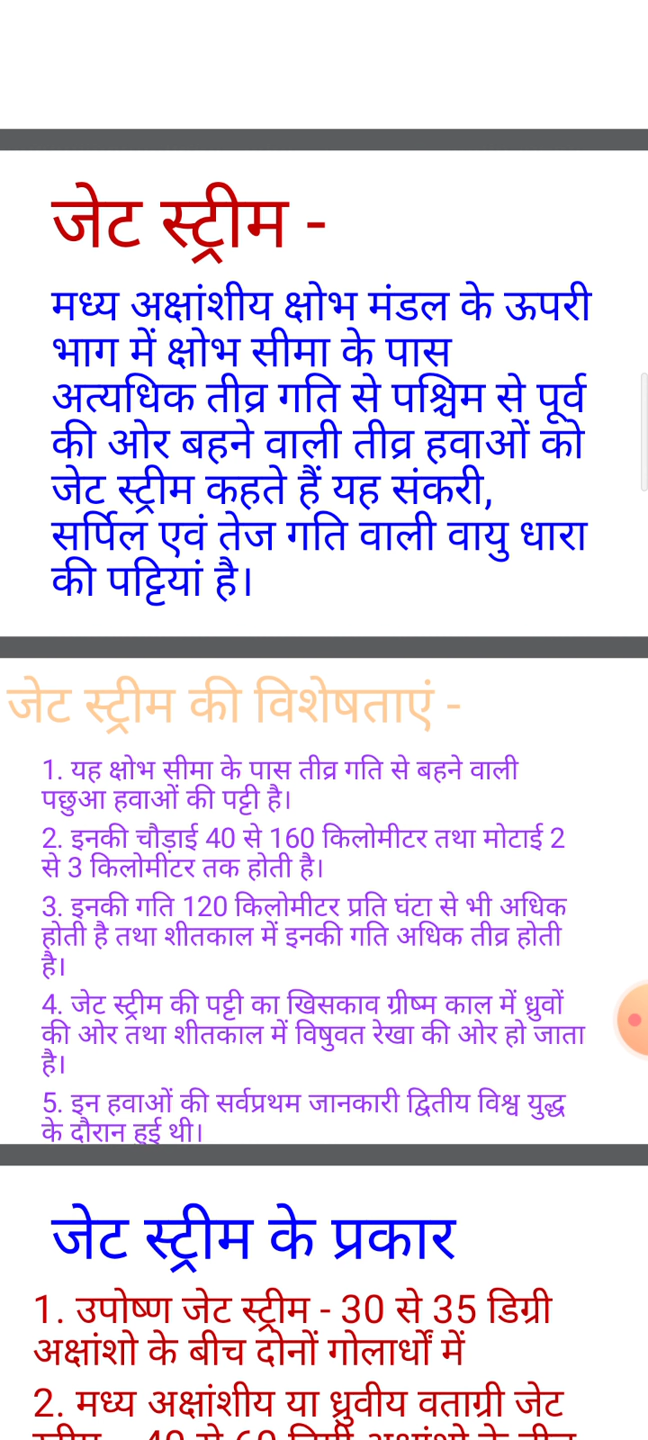 जेट स्ट्रीम -
मध्य अक्षांशीय क्षोभ मंडल के ऊपरी
भाग में क्षोभ सीमा के पास
अत्यधिक तीव्र गति से पश्चिम से पूर्व
की ओर बहने वाली तीव्र हवाओं को
जेट स्ट्रीम कहते हैं यह संकरी,
सर्पिल एवं तेज गति वाली वायु धारा
की पट्टियां है।
जेट स्ट्रीम की विशेषताएं -
1. यह क्षोभ सीमा के पास तीव्र गति से बहने वाली
पछुआ हवाओं की पट्टी है।
2. इनकी चौड़ाई 40 से 160 किलोमीटर तथा मोटाई 2
से 3 किलोमीटर तक होती है।
3. इनकी गति 120 किलोमीटर प्रति घंटा से भी अधिक
होती है तथा शीतकाल में इनकी गति अधिक तीव्र होती
है।
4. जेट स्ट्रीम की पट्टी का खिसकाव ग्रीष्म काल में ध्रुवों
की ओर तथा शीतकाल में विषुवत रेखा की ओर हो जाता
है।
5. इन हवाओं की सर्वप्रथम जानकारी द्वितीय विश्व युद्ध
के दौरान हुई थी।
जेट स्ट्रीम के प्रकार
1. उपोष्ण जेट स्ट्रीम - 30 से 35 डिग्री
अक्षांशो के बीच दोनों गोलार्धों में
2. मध्य अक्षांशीय या ध्रुवीय वताग्री जेट